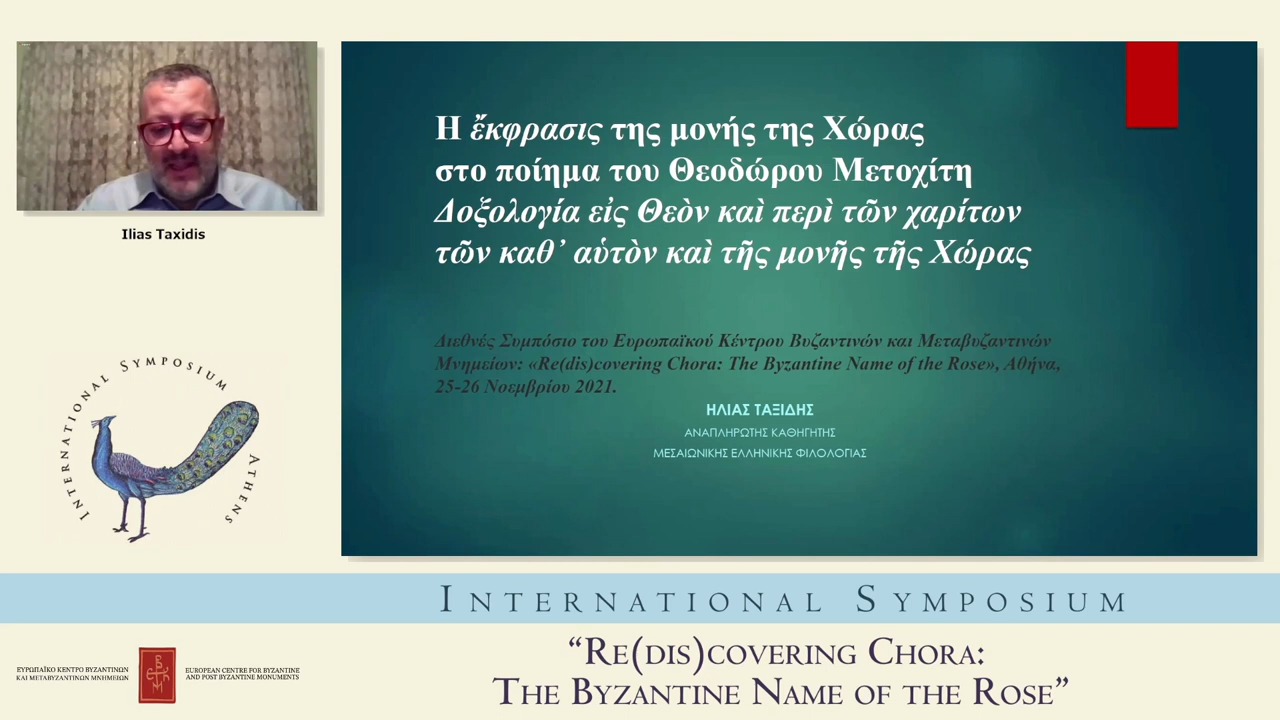 Ilias Taxidis
INTERNATIONAL SYMPOSIUM
ATHENS
Η ἔκφρασις της μονής της Χώρας
στο ποίημα του Θεοδώρου Μετοχίτη
Δοξολογία εἰς Θεὸν καὶ περὶ τῶν χαρίτων
τῶν καθ᾽ αὑτὸν καὶ τῆς μονῆς τῆς Χώρας
Διεθνές Συμπόσιο του Ευρωπαϊκού Κέντρου Βυζαντινών και Μεταβυζαντινών
Μνημείων: «Re(dis)covering Chora: The Byzantine Name of the Rose», Αθήνα,
25-26 Νοεμβρίου 2021.
ΗΛΙΑΣ ΤΑΞΙΔΗΣ
ΑΝΑΠΛΗΡΩΤΗΣ ΚΑΘΗΓΗΤΗΣ
ΜΕΣΑΙΩΝΙΚΗΣ ΕΛΛΗΝΙΚΗΣ ΦΙΛΟΛΟΓΙΑΣ
INTERNATIONAL SYMPOSIUM
“RE(DIS)COVERING CHORA:
THE BYZANTINE NAME OF THE ROSE”
ΕΥΡΩΠΑΪΚΟ ΚΕΝΤΡΟ ΒΥΖΑΝΤΙΝΩΝ
ΚΑΙ ΜΕΤΑΒΥΖΑΝΤΙΝΩΝ ΜΝΗΜΕΙΩΝ
EUROPEAN CENTRE FOR BYZANTINE
AND POST BYZANTINE MONUMENTS